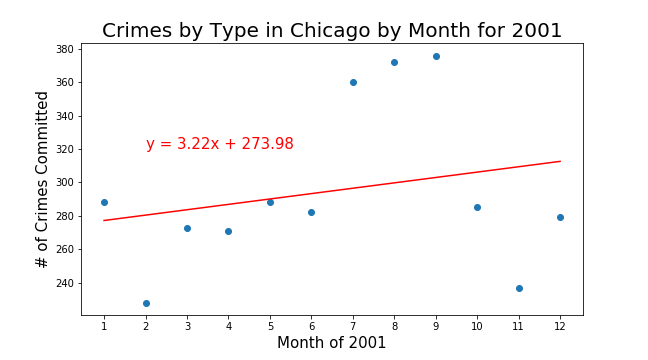 Crimes by Type in Chicago by Month for 2001
# of Crimes Committed
380
360
340
320
300
280
260
240
y = 3.22x + 273.98
1 2 3 4 5 6 7 8 9 10 11 12
Month of 2001